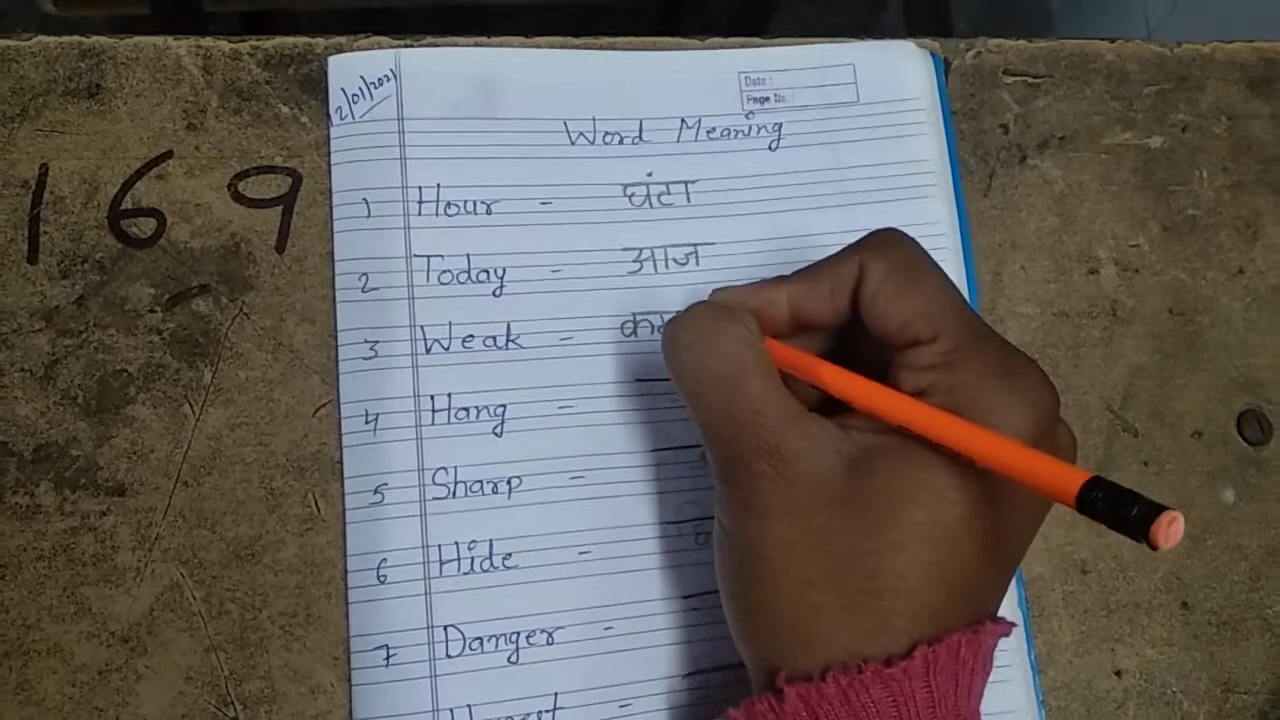 169
2/01/2021
Date :
Page No.:
Word Meaning
1 Hour - घंटा
2 Today - आज
3 Weak -
4 Hang -
5 Sharp -
6 Hide -
7 Danger -